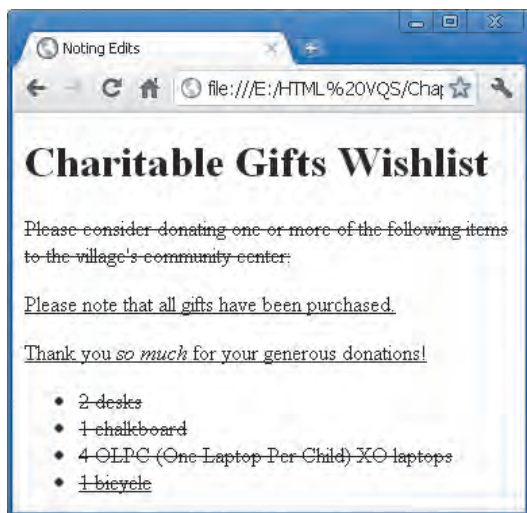 Noting Edits
file:///E:/HTML%20VQS/Chap
Charitable Gifts Wishlist
Please consider donating one or more of the following items
to the village's community center:
Please note that all gifts have been purchased.
Thank you so much for your generous donations!
2 desks
1 chalkboard
4 OLPC (One Laptop Per Child) XO laptops
1 bicycle